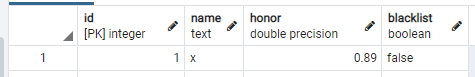 id name honor blacklist
[PK] integer text double precision boolean
1 1 x 0.89 false